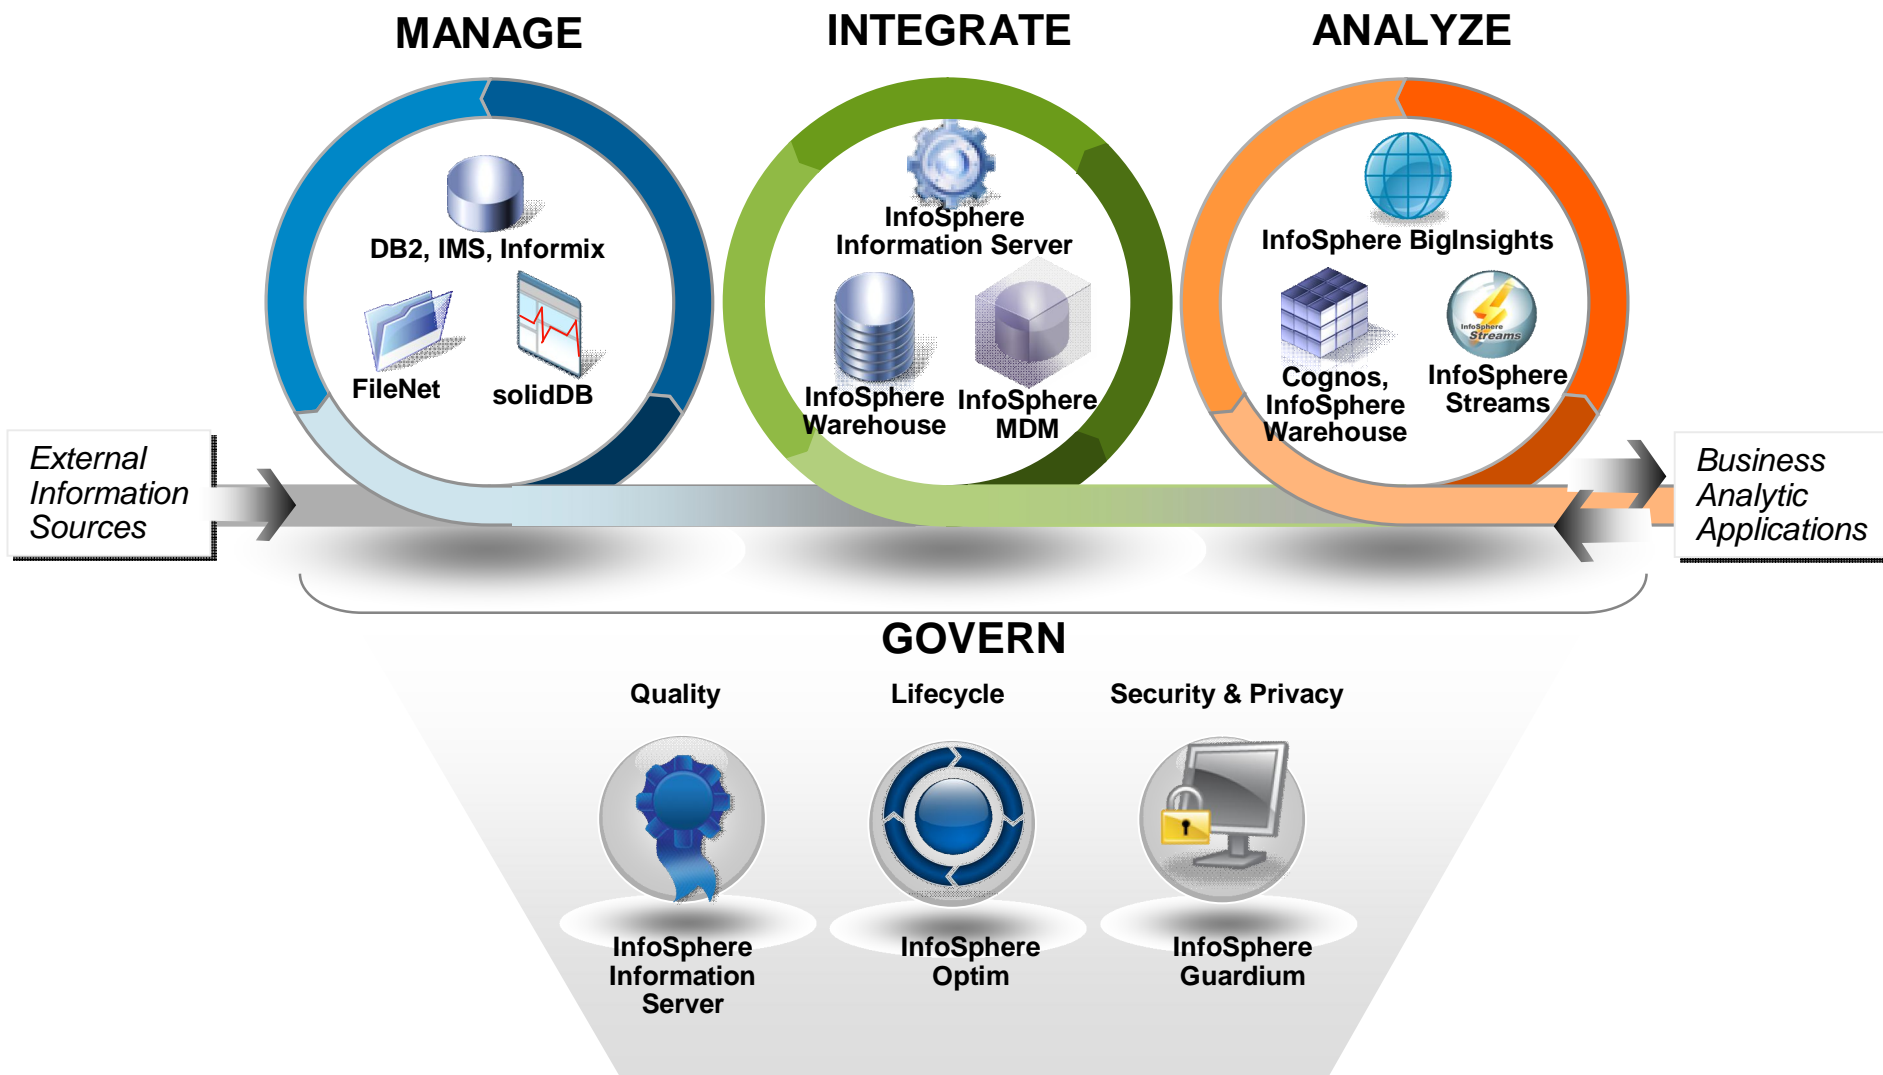 MANAGE
INTEGRATE
ANALYZE
DB2, IMS, Informix
FileNet
solidDB
InfoSphere
Information Server
InfoSphere
Warehouse
InfoSphere
MDM
InfoSphere BigInsights
Cognos,
InfoSphere
Warehouse
InfoSphere
Streams
InfoSphere
Streams
External
Information
Sources
Business
Analytic
Applications
GOVERN
Quality
Lifecycle
Security & Privacy
InfoSphere
Information
Server
InfoSphere
Optim
InfoSphere
Guardium